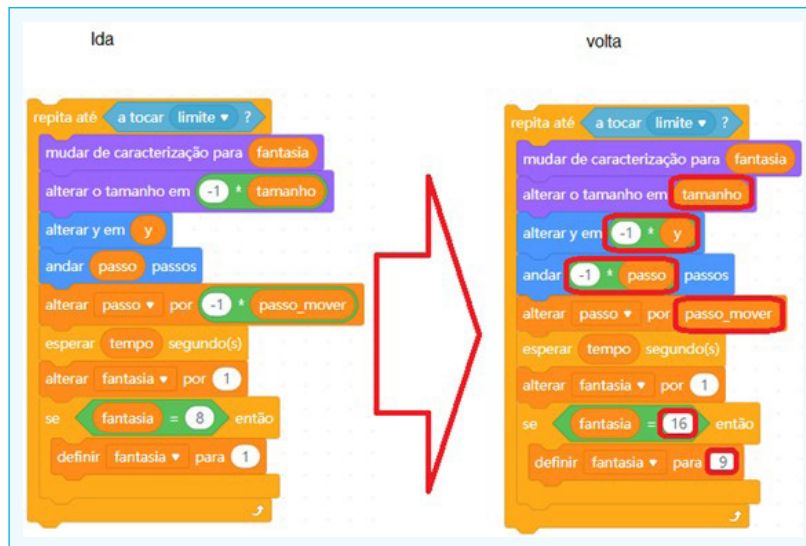 Ida
repita até a tocar limite ?
mudar de caracterização para fantasia
alterar o tamanho em -1 * tamanho
alterar y em y
andar passo passos
alterar passo por -1 * passo_mover
esperar tempo segundo(s)
alterar fantasia por 1
se fantasia = 8 então
definir fantasia para 1
volta
repita até a tocar limite ?
mudar de caracterização para fantasia
alterar o tamanho em tamanho
alterar y em -1 * y
andar -1 * passo passos
alterar passo por passo_mover
esperar tempo segundo(s)
alterar fantasia por 1
se fantasia = 16 então
definir fantasia para 9